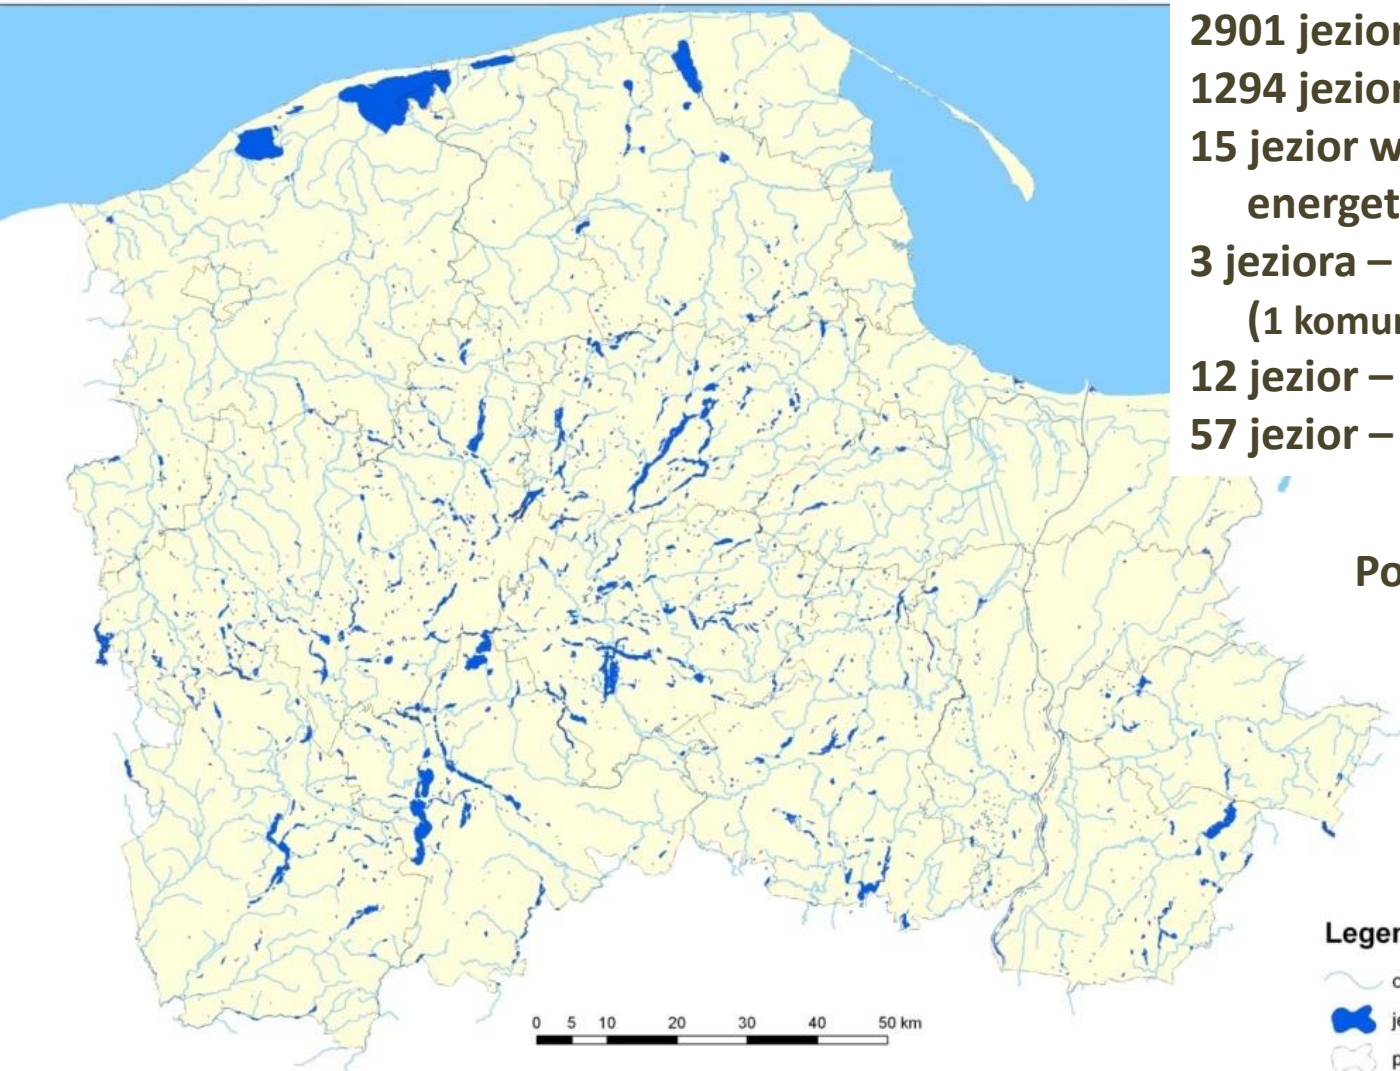 2901 jezior
1294 jezior
15 jezior w
energet
3 jeziora –
(1 komun
12 jezior –
57 jezior –
Po
Legen
0 5 10 20 30 40 50 km